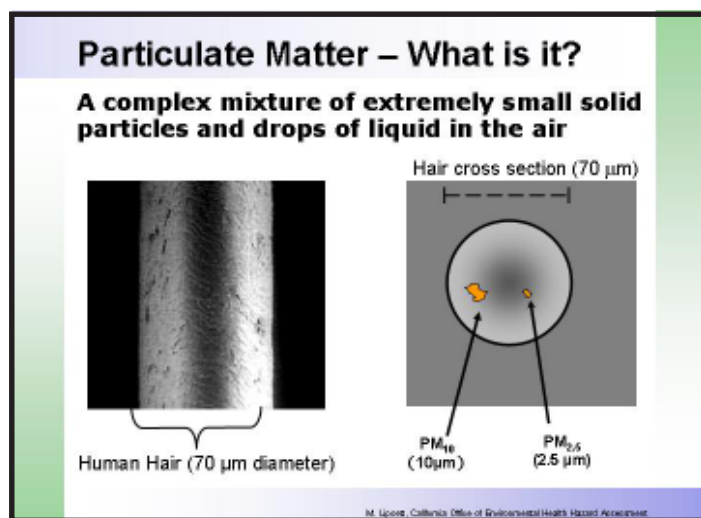 Particulate Matter – What is it?
A complex mixture of extremely small solid
particles and drops of liquid in the air
Hair cross section (70 μm)
Human Hair (70 μm diameter)
PM10
(10μm)
PM2.5
(2.5 μm)
M. Lipsett, California Office of Environmental Health Hazard Assessment